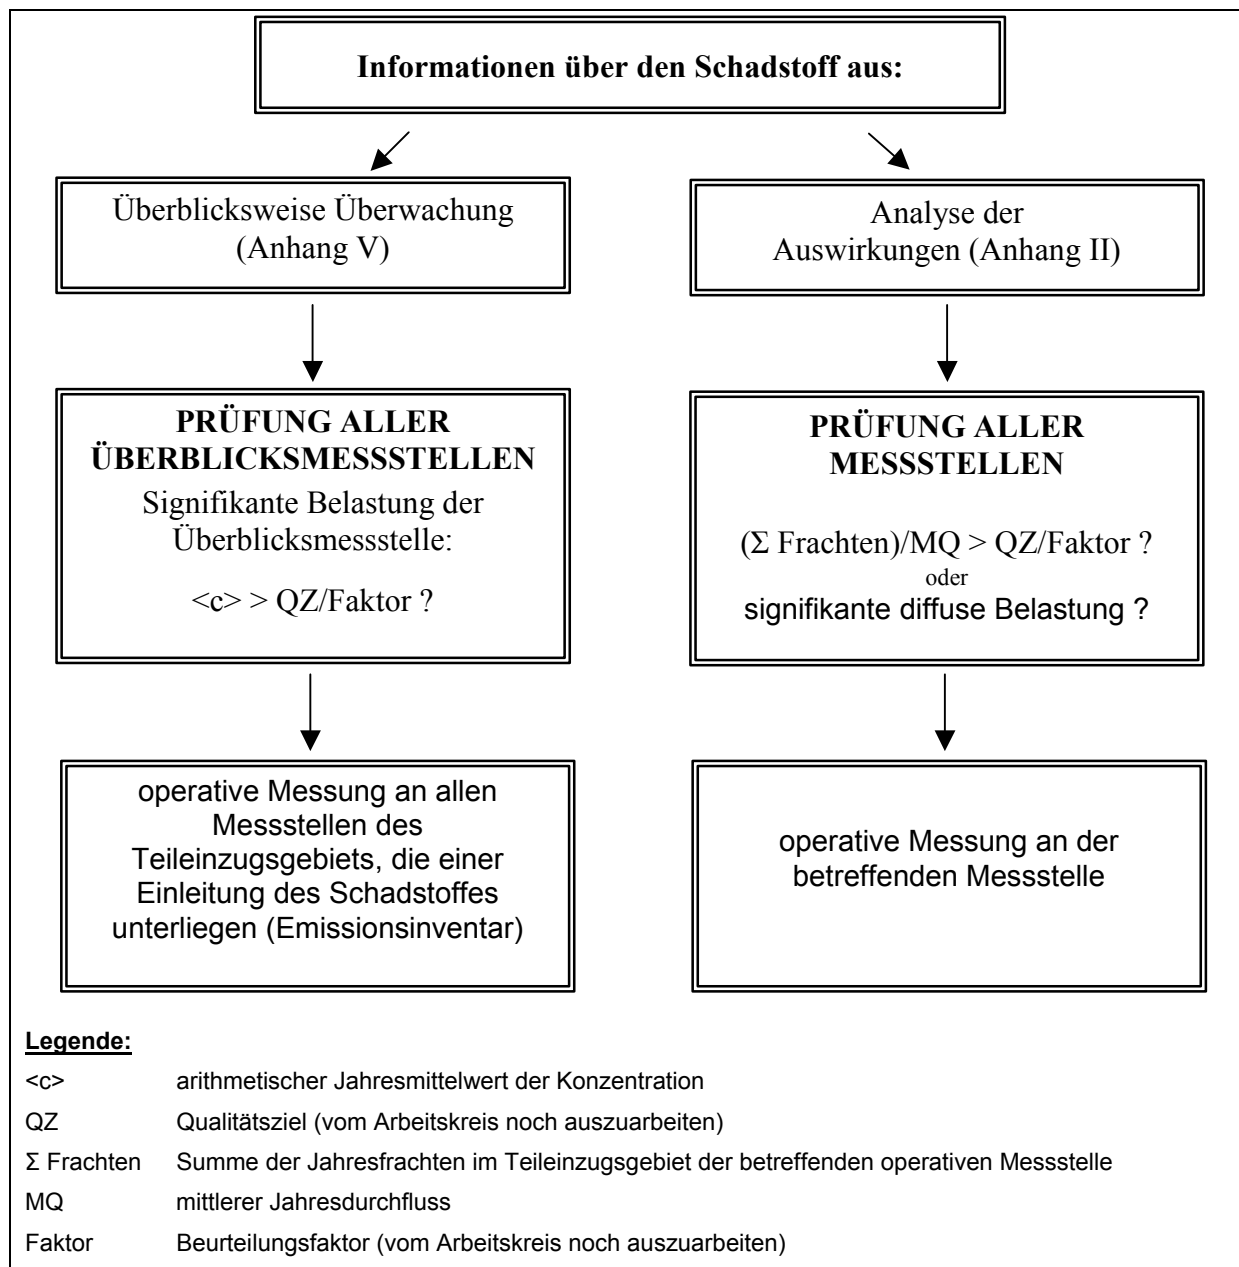 Informationen über den Schadstoff aus:
Überblicksweise Überwachung
(Anhang V)
Analyse der
Auswirkungen (Anhang II)
PRÜFUNG ALLER
ÜBERBLICKSMESSSTELLEN
Signifikante Belastung der
Überblicksmessstelle:
<c> > QZ/Faktor ?
PRÜFUNG ALLER
MESSSTELLEN
(Σ Frachten)/MQ > QZ/Faktor ?
oder
signifikante diffuse Belastung ?
operative Messung an allen
Messstellen des
Teileinzugsgebiets, die einer
Einleitung des Schadstoffes
unterliegen (Emissionsinventar)
operative Messung an der
betreffenden Messstelle
Legende:
<c> arithmetischer Jahresmittelwert der Konzentration
QZ Qualitätsziel (vom Arbeitskreis noch auszuarbeiten)
Σ Frachten Summe der Jahresfrachten im Teileinzugsgebiet der betreffenden operativen Messstelle
MQ mittlerer Jahresdurchfluss
Faktor Beurteilungsfaktor (vom Arbeitskreis noch auszuarbeiten)